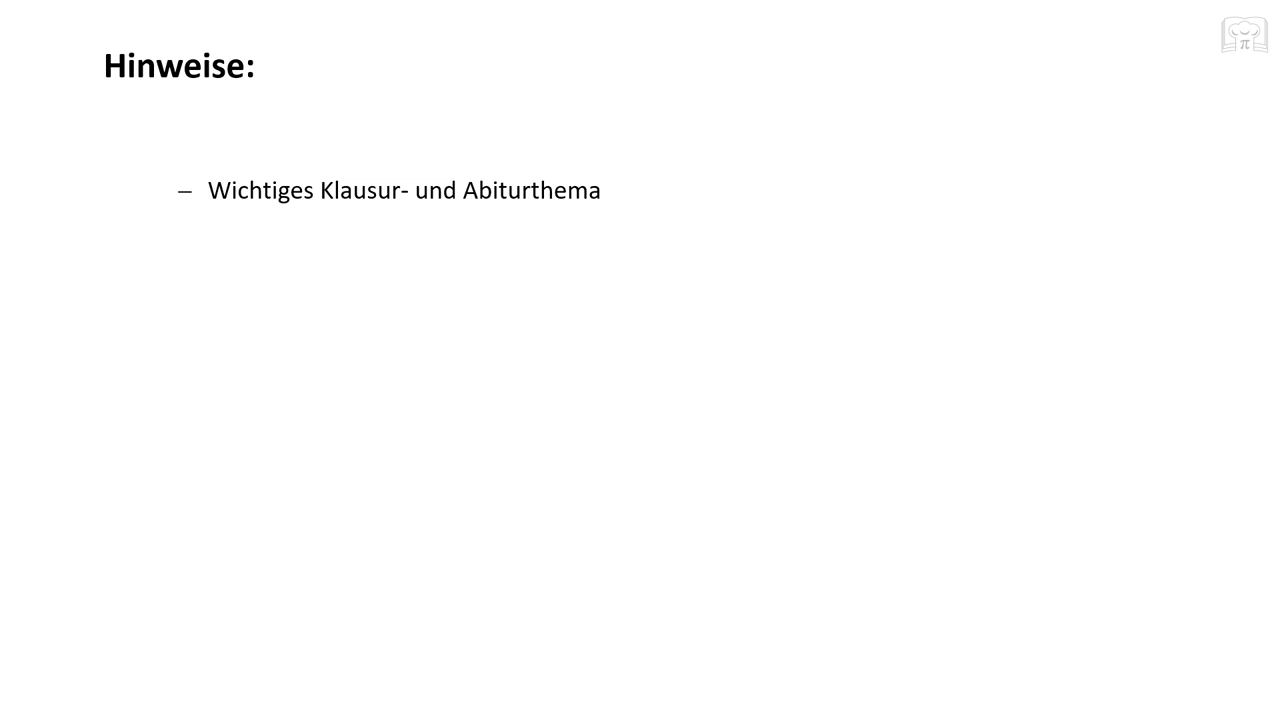 Hinweise:
– Wichtiges Klausur- und Abiturthema
π